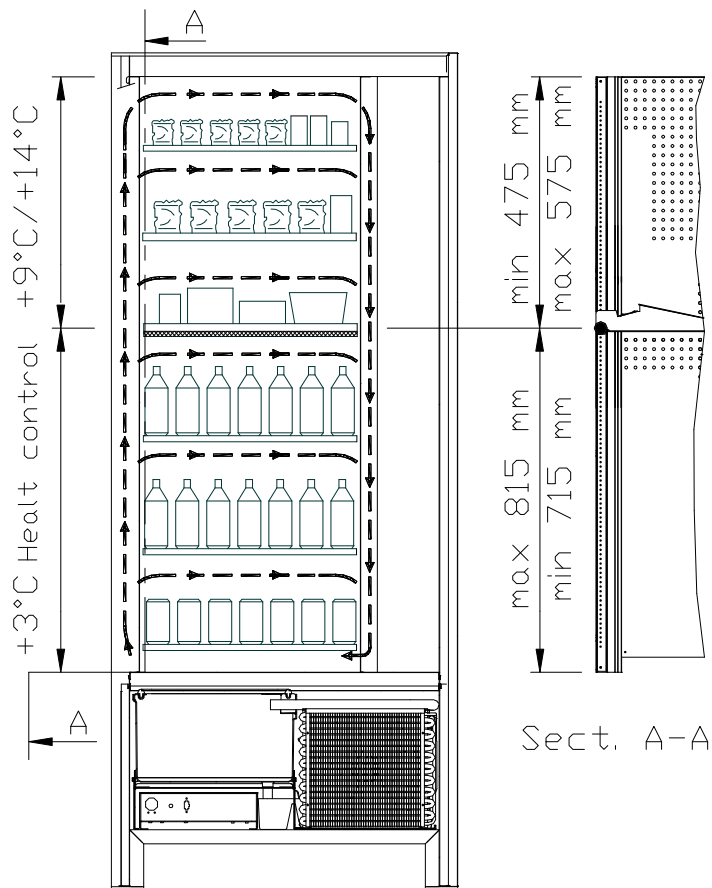 A
+9°C/+14°C
+3°C Healt control
min 475 mm
max 575 mm
max 815 mm
min 715 mm
A
Sect. A-A